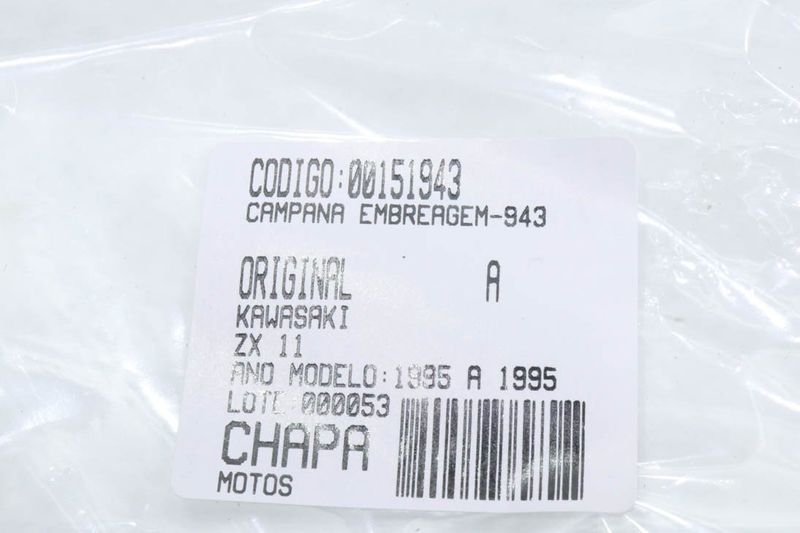 CODIGO:00151943
CAMPANA EMBREAGEM-943
ORIGINAL A
KAWASAKI
ZX 11
ANO MODELO:1995 A 1995
LOTE:000053
CHAPA
MOTOS